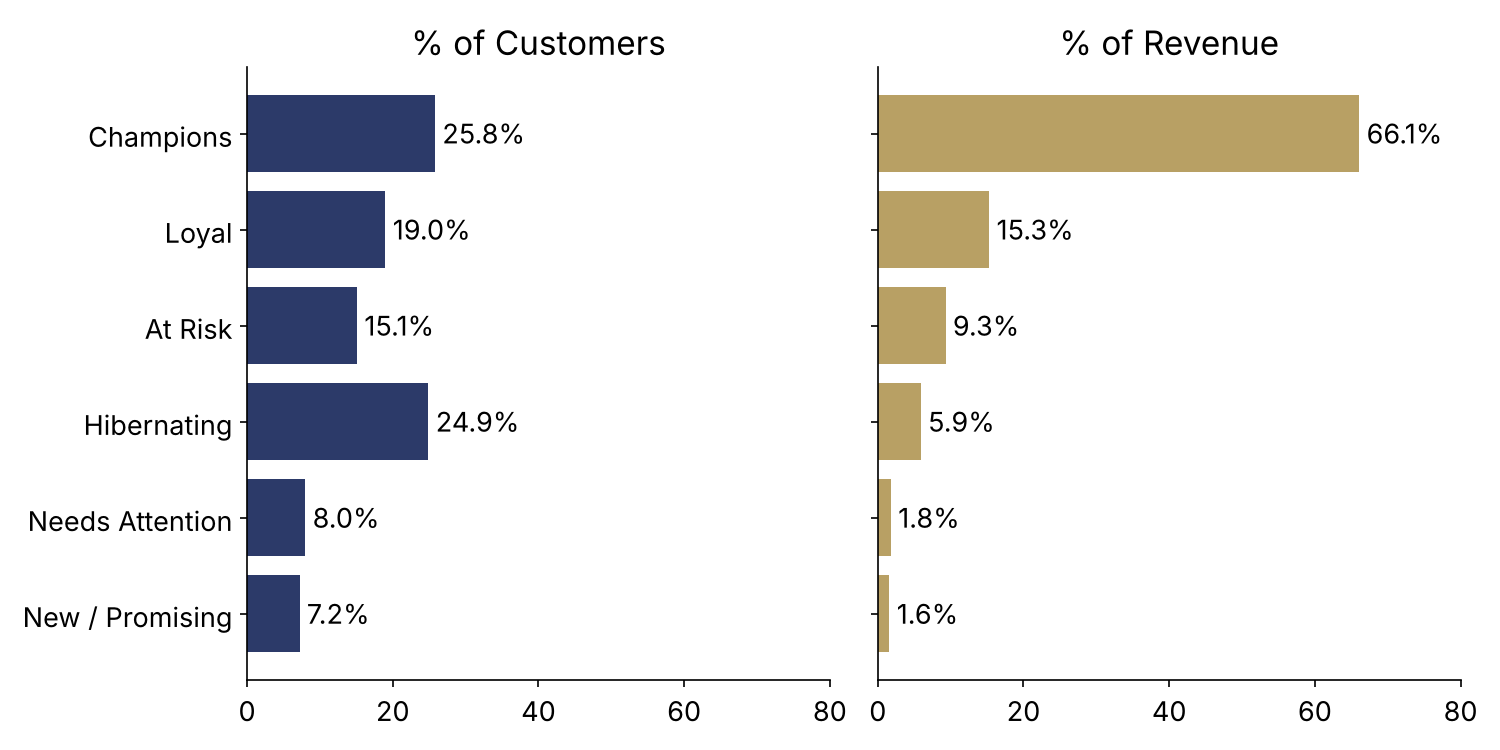 % of Customers
Champions 25.8%
Loyal 19.0%
At Risk 15.1%
Hibernating 24.9%
Needs Attention 8.0%
New / Promising 7.2%
0 20 40 60 80
% of Revenue
66.1%
15.3%
9.3%
5.9%
1.8%
1.6%
0 20 40 60 80